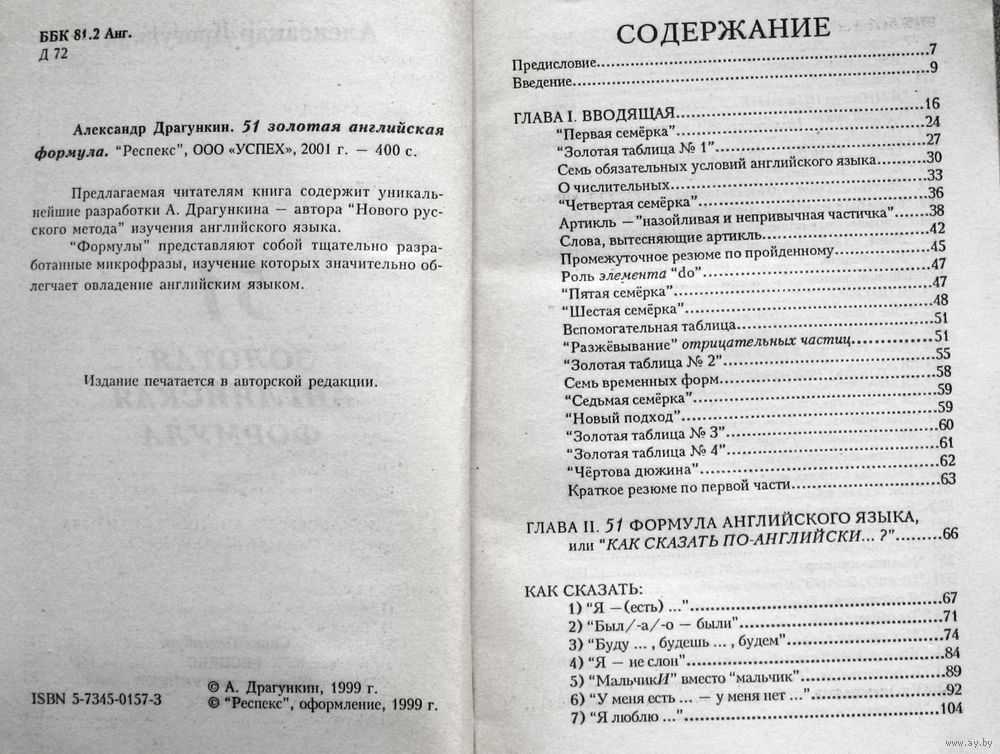 ББК 81.2 Анг.
Д 72
Александр Драгункин. 51 золотая английская
формула. "Респекс", ООО «УСПЕХ», 2001 г. — 400 с.
Предлагаемая читателям книга содержит уникаль-
нейшие разработки А. Драгункина — автора "Нового рус-
ского метода" изучения английского языка.
"Формулы" представляют собой тщательно разра-
ботанные микрофразы, изучение которых значительно об-
легчает овладение английским языком.
Издание печатается в авторской редакции.
ISBN 5-7345-0157-3
© А. Драгункин, 1999 г.
© "Респекс", оформление, 1999 г.
СОДЕРЖАНИЕ
Предисловие.......... 7
Введение.......... 9
ГЛАВА I. ВВОДЯЩАЯ.......... 16
"Первая семёрка".......... 24
"Золотая таблица № 1".......... 27
Семь обязательных условий английского языка.......... 30
О числительных.......... 33
"Четвертая семёрка".......... 36
Артикль —"назойливая и непривычная частичка"....... 38
Слова, вытесняющие артикль.......... 42
Промежуточное резюме по пройденному.......... 45
Роль элемента "do".......... 47
"Пятая семёрка".......... 47
"Шестая семёрка".......... 48
Вспомогательная таблица.......... 51
"Разжёвывание" отрицательных частиц.......... 51
"Золотая таблица № 2".......... 55
Семь временных форм.......... 58
"Седьмая семёрка".......... 59
"Новый подход".......... 59
"Золотая таблица № 3".......... 60
"Золотая таблица № 4".......... 61
"Чёртова дюжина".......... 62
Краткое резюме по первой части.......... 63
ГЛАВА II. 51 ФОРМУЛА АНГЛИЙСКОГО ЯЗЫКА,
или "КАК СКАЗАТЬ ПО-АНГЛИЙСКИ... ?"......... 66
КАК СКАЗАТЬ:
1) "Я —(есть) ...".......... 67
2) "Был/-а/-о — были".......... 71
3) "Буду ... , будешь ... , будем".......... 74
4) "Я — не слон".......... 84
5) "МальчикИ" вместо "мальчик".......... 89
6) "У меня есть ... — у меня нет ...".......... 92
7) "Я люблю ...".......... 104
www.ay.by